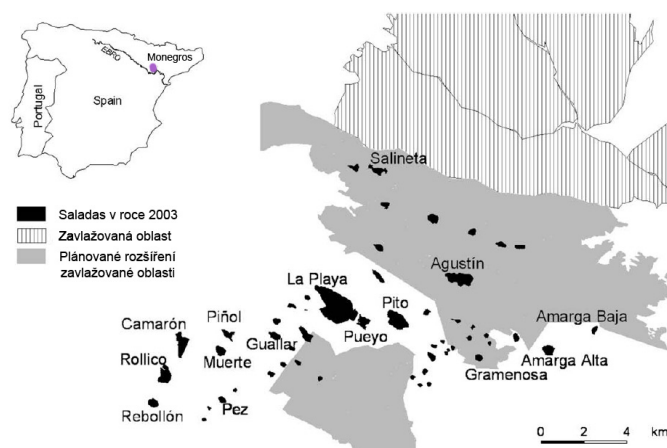 EBRO
Monegros
Portugal
Spain
Saladas v roce 2003
Zavlažovaná oblast
Plánované rozšíření
zavlažované oblasti
Salineta
Agustín
La Playa
Pito
Pueyo
Camarón
Piñol
Guallar
Rollico
Muerte
Rebollón
Pez
Amarga Baja
Amarga Alta
Gramenosa
0 2 4 km